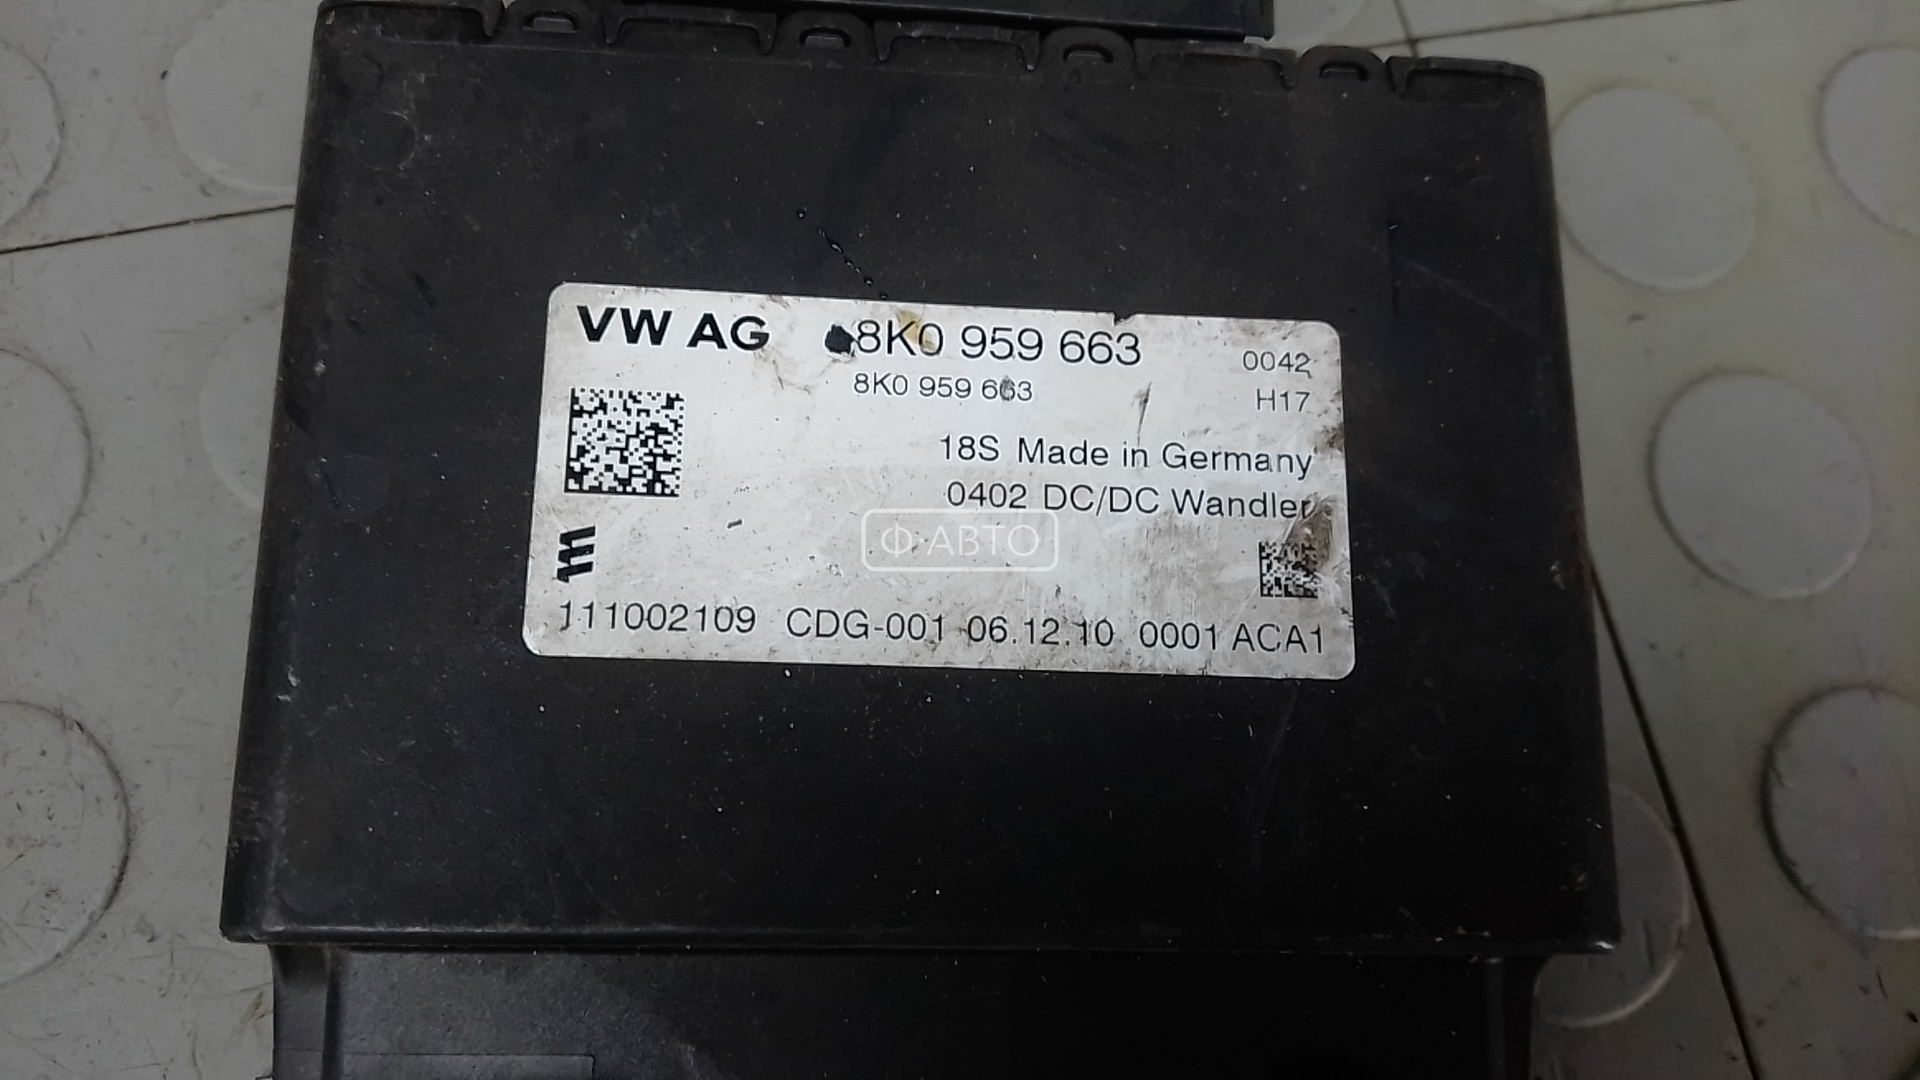 VW AG 8K0 959 663 0042
8K0 959 663 H17
18S Made in Germany
0402 DC/DC Wandler
Ф·АВТО
111002109 CDG-001 06.12.10 0001 ACA1